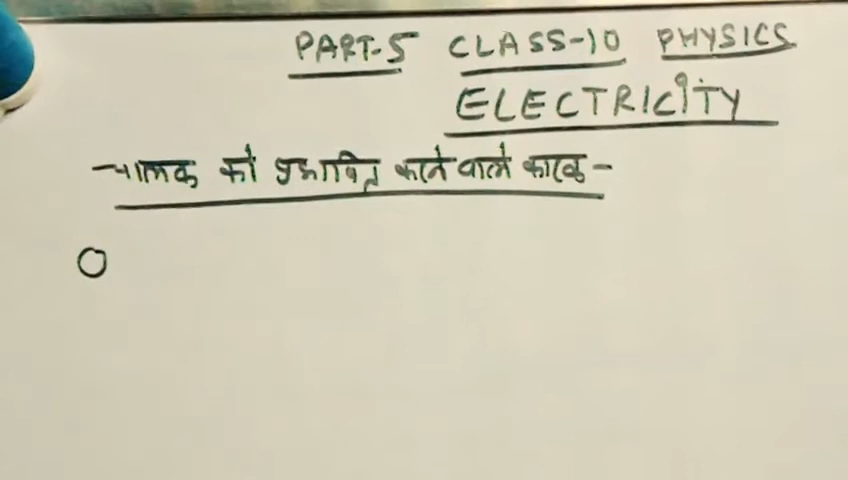 PART-5 CLASS-10 PHYSICS
ELECTRICITY
चालक को प्रभावित करने वाले कारक -